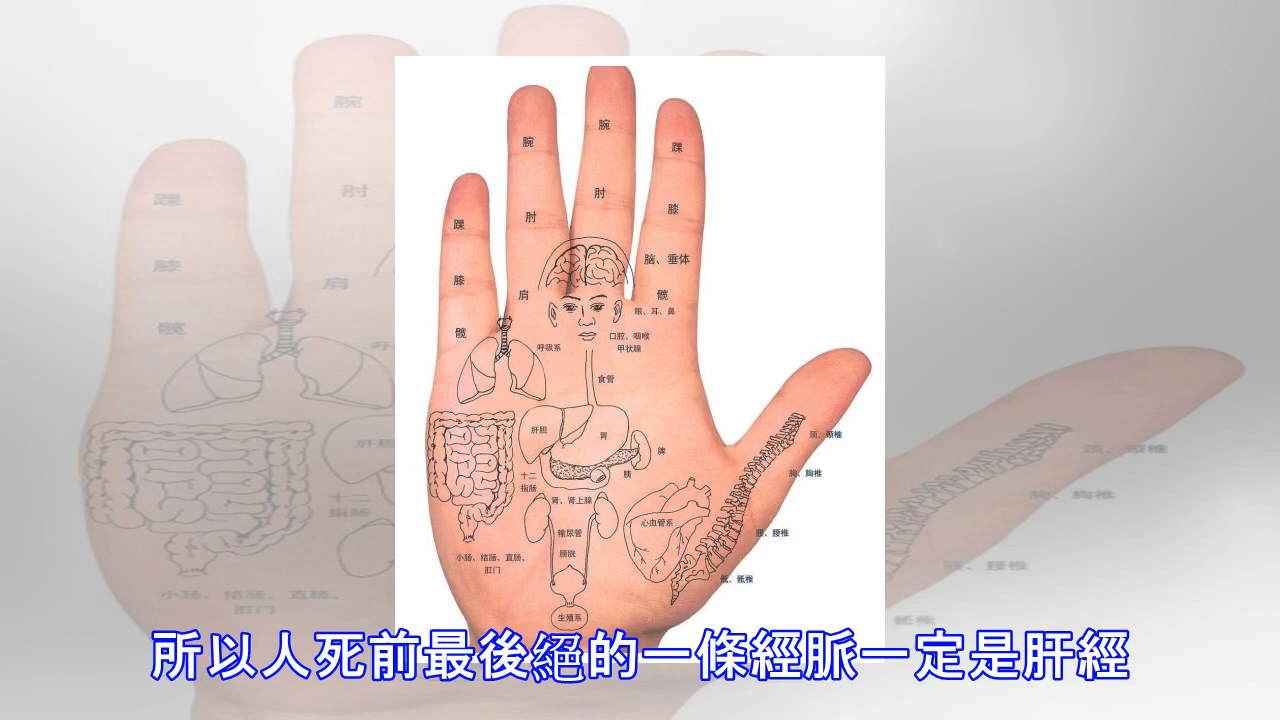 腕
腕
踝
踝
肘
肘
膝
脑、垂体
膝
肩
髋
眼、耳、鼻
髋
呼吸系
口腔、咽喉
甲状腺
食管
肝胆
胃
颈、颈椎
脾
十二
指肠
胰
胸、胸椎
肾、肾上腺
心血管系
输尿管
腰、腰椎
膀胱
小肠、结肠、直肠、
肛门
骶、骶椎
生殖系
所以人死前最後絕的一條經脈一定是肝經